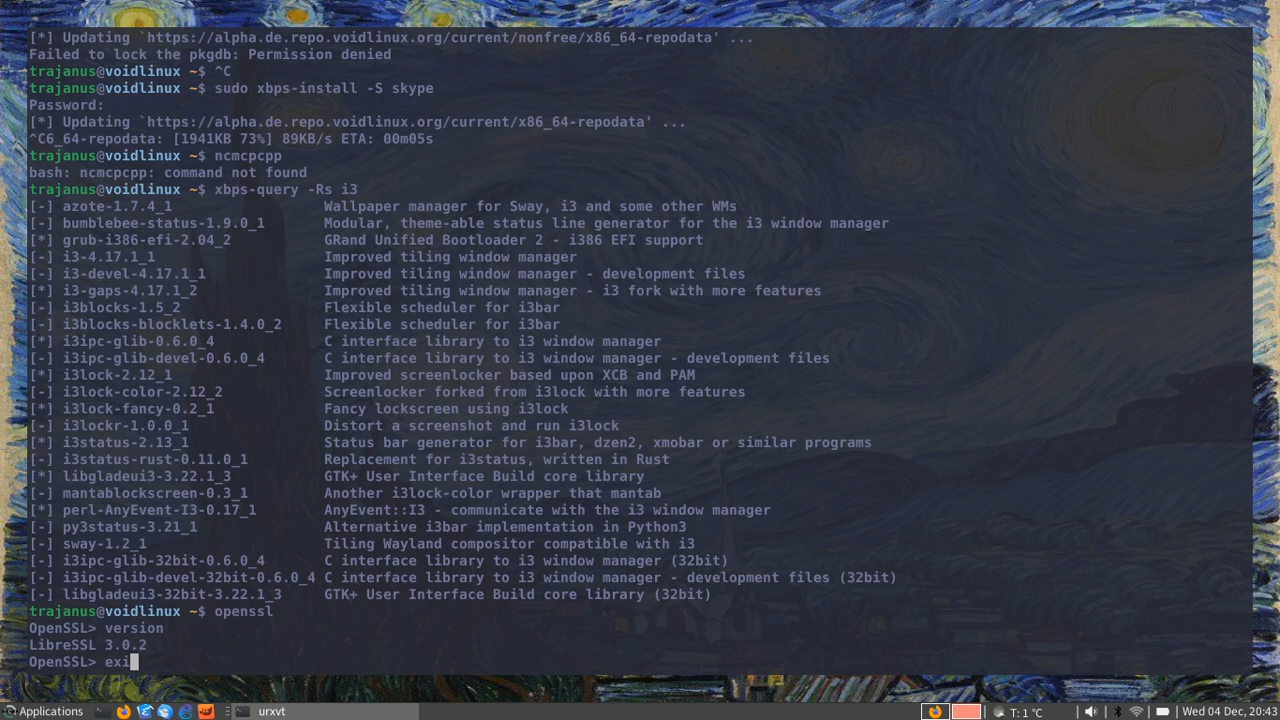 [*] Updating `https://alpha.de.repo.voidlinux.org/current/nonfree/x86_64-repodata' ...
Failed to lock the pkgdb: Permission denied
trajanus@voidlinux ~$ ^C
trajanus@voidlinux ~$ sudo xbps-install -S skype
Password:
[*] Updating `https://alpha.de.repo.voidlinux.org/current/x86_64-repodata' ...
^C6_64-repodata: [1941KB 73%] 89KB/s ETA: 00m05s
trajanus@voidlinux ~$ ncmcpcpp
bash: ncmcpcpp: command not found
trajanus@voidlinux ~$ xbps-query -Rs i3
[-] azote-1.7.4_1 Wallpaper manager for Sway, i3 and some other WMs
[-] bumblebee-status-1.9.0_1 Modular, theme-able status line generator for the i3 window manager
[*] grub-i386-efi-2.04_2 GRand Unified Bootloader 2 - i386 EFI support
[-] i3-4.17.1_1 Improved tiling window manager
[-] i3-devel-4.17.1_1 Improved tiling window manager - development files
[*] i3-gaps-4.17.1_2 Improved tiling window manager - i3 fork with more features
[-] i3blocks-1.5_2 Flexible scheduler for i3bar
[-] i3blocks-blocklets-1.4.0_2 Flexible scheduler for i3bar
[*] i3ipc-glib-0.6.0_4 C interface library to i3 window manager
[-] i3ipc-glib-devel-0.6.0_4 C interface library to i3 window manager - development files
[*] i3lock-2.12_1 Improved screenlocker based upon XCB and PAM
[-] i3lock-color-2.12_2 Screenlocker forked from i3lock with more features
[*] i3lock-fancy-0.2_1 Fancy lockscreen using i3lock
[-] i3lockr-1.0.0_1 Distort a screenshot and run i3lock
[*] i3status-2.13_1 Status bar generator for i3bar, dzen2, xmobar or similar programs
[-] i3status-rust-0.11.0_1 Replacement for i3status, written in Rust
[*] libgladeui3-3.22.1_3 GTK+ User Interface Build core library
[-] mantablockscreen-0.3_1 Another i3lock-color wrapper that mantab
[*] perl-AnyEvent-I3-0.17_1 AnyEvent::I3 - communicate with the i3 window manager
[-] py3status-3.21_1 Alternative i3bar implementation in Python3
[-] sway-1.2_1 Tiling Wayland compositor compatible with i3
[-] i3ipc-glib-32bit-0.6.0_4 C interface library to i3 window manager (32bit)
[-] i3ipc-glib-devel-32bit-0.6.0_4 C interface library to i3 window manager - development files (32bit)
[-] libgladeui3-32bit-3.22.1_3 GTK+ User Interface Build core library (32bit)
trajanus@voidlinux ~$ openssl
OpenSSL> version
LibreSSL 3.0.2
OpenSSL> exi
Applications urxvt T: 1 °C Wed 04 Dec, 20:43